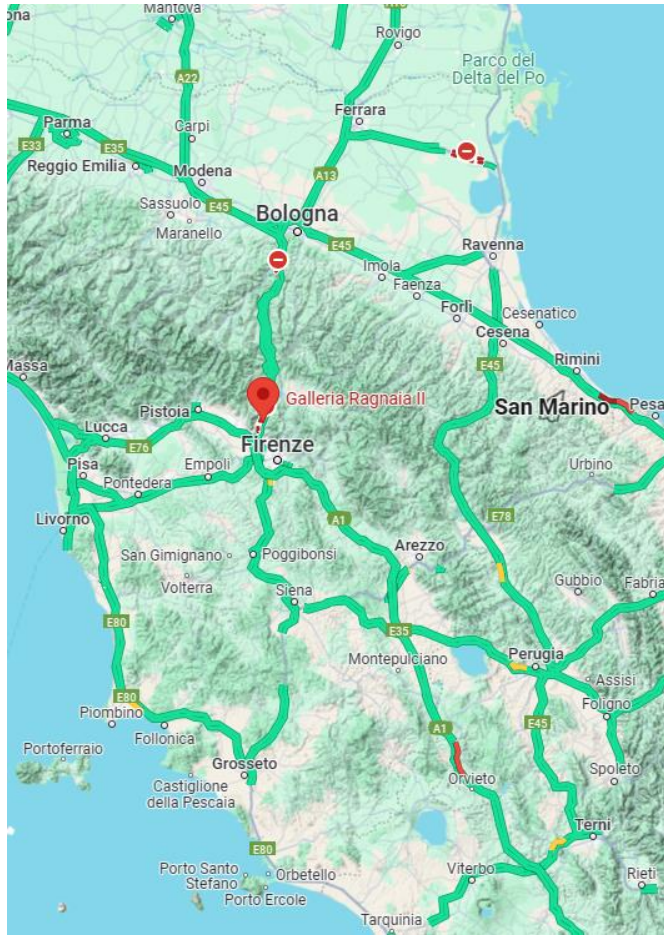 ona
Mantova
Rovigo
Parco del
Delta del Po
A22
Ferrara
Parma
Carpi
E33
E35
Reggio Emilia
Modena
A13
Sassuolo
E45
Maranello
Bologna
E45
Ravenna
Imola
Faenza
Forlì
Cesenatico
Cesena
E45
Rimini
Massa
Galleria Ragnaia II
San Marino
Pesa
Pistoia
Lucca
E76
Firenze
Urbino
Pisa
Empoli
Pontedera
Livorno
A1
E78
San Gimignano
Poggibonsi
Arezzo
Volterra
Siena
Gubbio
Fabria
E80
E35
Montepulciano
Perugia
Assisi
E80
Piombino
Follonica
A1
E45
Foligno
Portoferraio
Grosseto
Orvieto
Spoleto
Castiglione
della Pescaia
Terni
E80
Porto Santo
Stefano
Orbetello
Porto Ercole
Viterbo
Rieti
Tarquinia